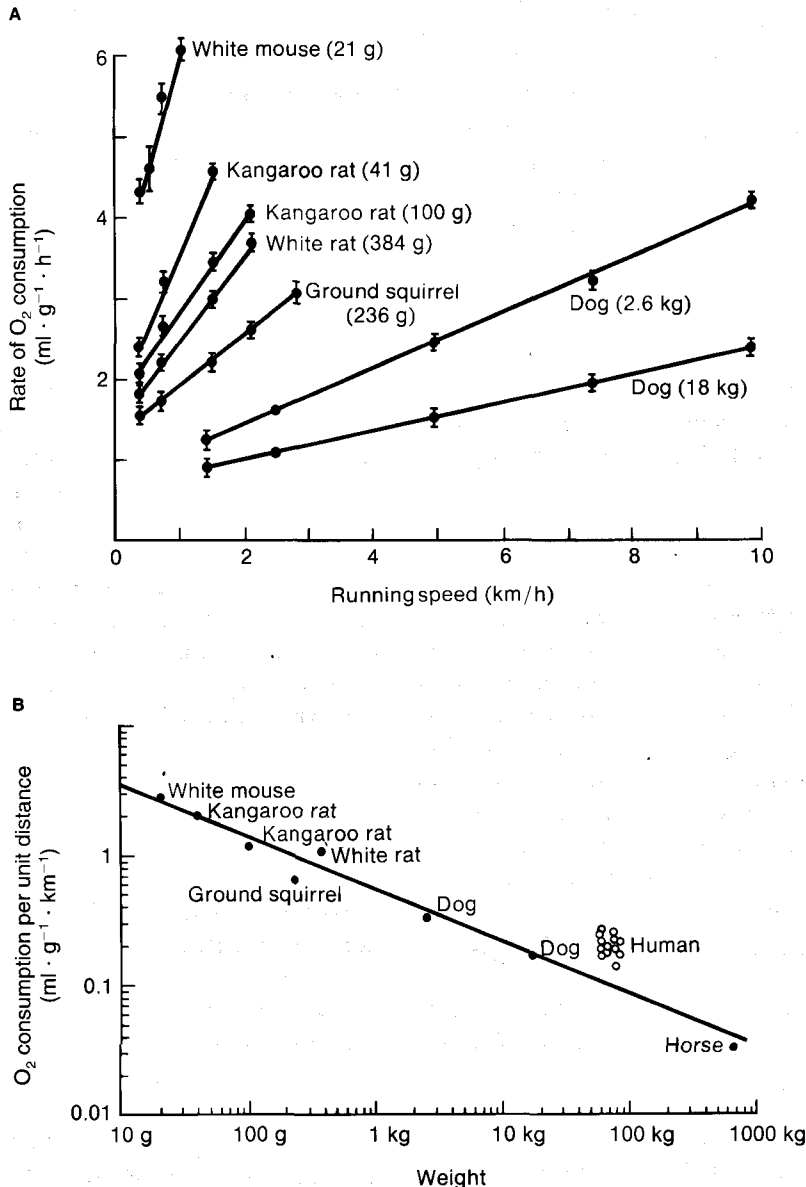 A
Rate of O₂ consumption
(ml · g⁻¹ · h⁻¹)
6
4
2
0
2
4
6
8
10
White mouse (21 g)
Kangaroo rat (41 g)
Kangaroo rat (100 g)
White rat (384 g)
Ground squirrel
(236 g)
Dog (2.6 kg)
Dog (18 kg)
Running speed (km/h)
B
O₂ consumption per unit distance
(ml · g⁻¹ · km⁻¹)
1
0.1
0.01
White mouse
Kangaroo rat
Kangaroo rat
White rat
Ground squirrel
Dog
Dog
Human
Horse
10 g
100 g
1 kg
10 kg
100 kg
1000 kg
Weight